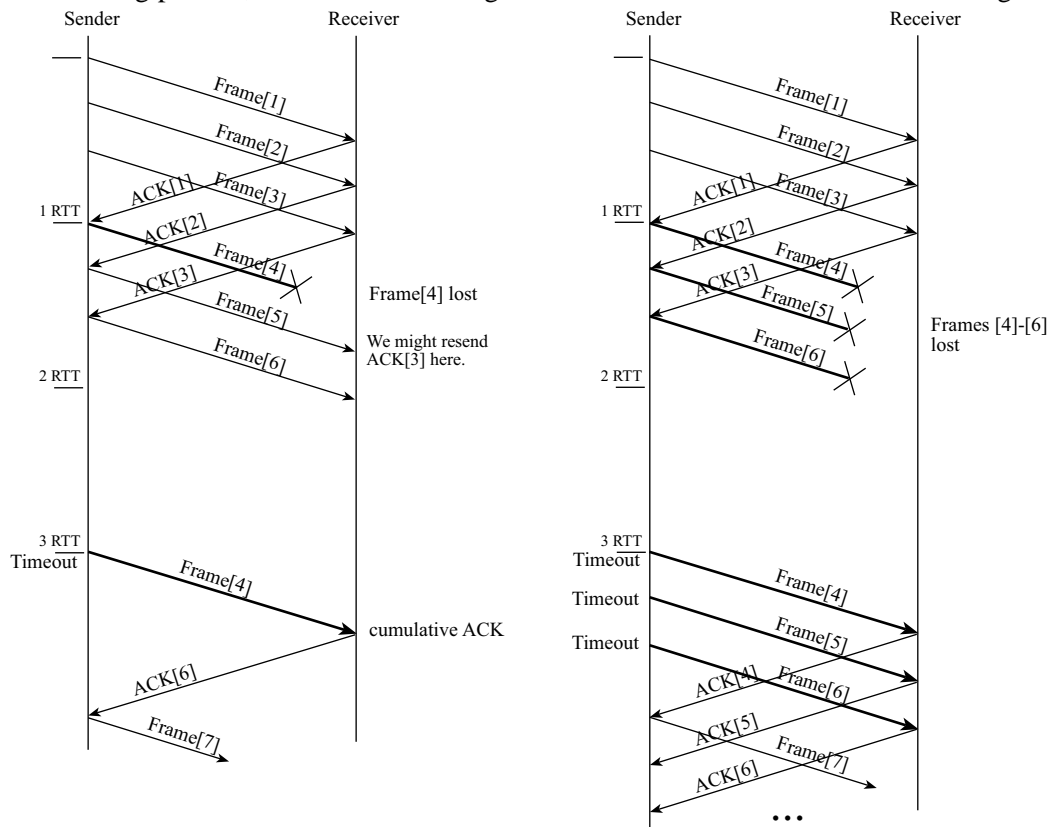 Sender
Receiver
Frame[1]
Frame[2]
ACK[1]
Frame[3]
1 RTT
ACK[2]
Frame[4]
ACK[3]
Frame[4] lost
Frame[5]
We might resend
ACK[3] here.
Frame[6]
2 RTT
3 RTT
Timeout
Frame[4]
cumulative ACK
ACK[6]
Frame[7]
Sender
Receiver
Frame[1]
Frame[2]
ACK[1]
Frame[3]
1 RTT
ACK[2]
Frame[4]
ACK[3]
Frame[5]
Frames [4]-[6]
lost
Frame[6]
2 RTT
3 RTT
Timeout
Frame[4]
Timeout
Frame[5]
Timeout
ACK[4]
Frame[6]
ACK[5]
Frame[7]
ACK[6]
...